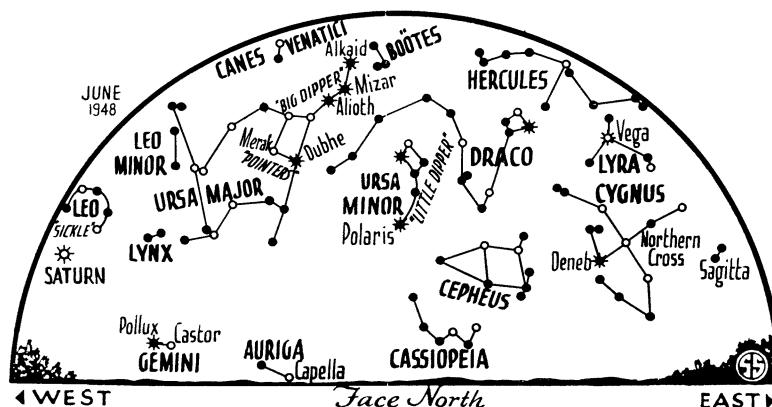 CANES VENATICI
Alkaid
BOÖTES
"BIG DIPPER"
Mizar
Alioth
HERCULES
JUNE
1948
LEO
MINOR
Merak
"POINTERS"
Dubhe
URSA MAJOR
URSA
MINOR
"LITTLE DIPPER"
Polaris
DRACO
Vega
LYRA
CYGNUS
LEO
"SICKLE"
SATURN
LYNX
Deneb
Northern
Cross
Sagitta
CEPHEUS
Pollux
Castor
GEMINI
AURIGA
Capella
CASSIOPEIA
WEST
Face North
EAST